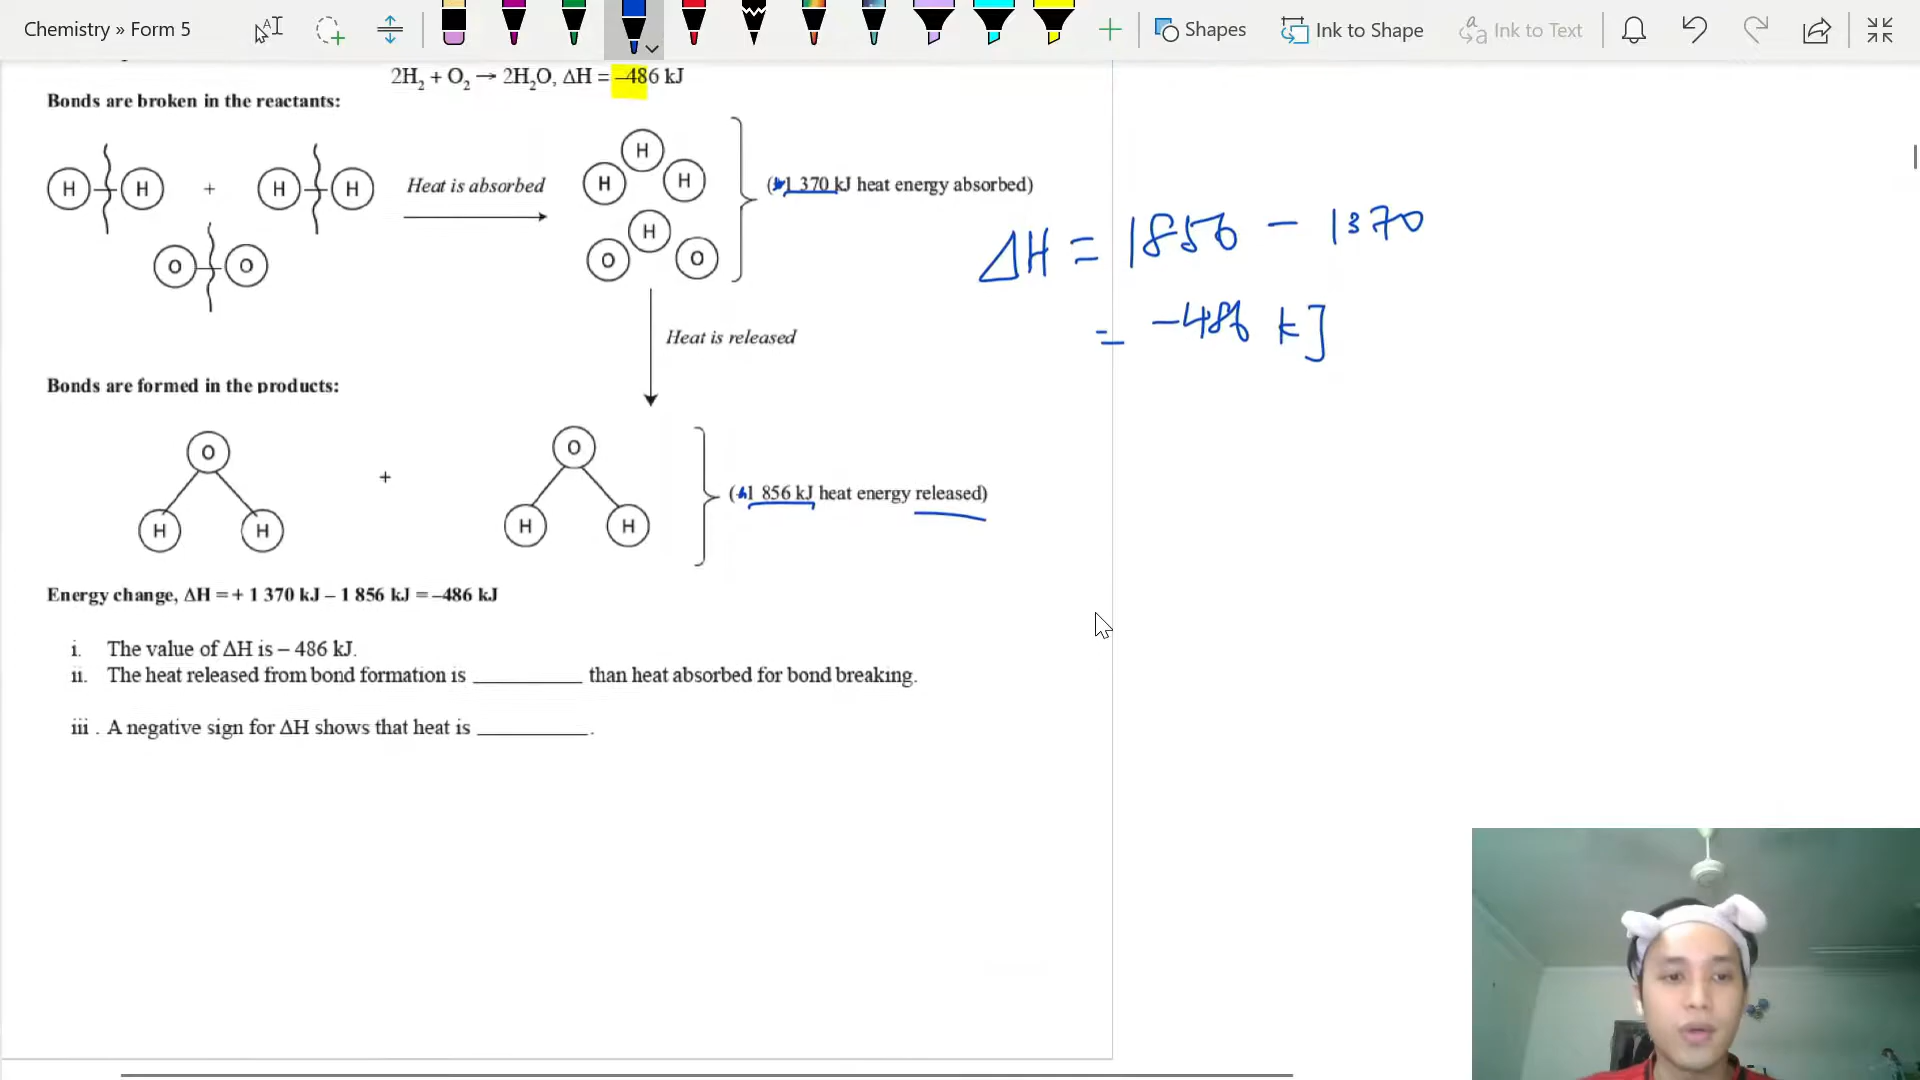 Chemistry » Form 5
Shapes
Ink to Shape
Ink to Text
2H₂ + O₂ → 2H₂O, ΔH = –486 kJ
Bonds are broken in the reactants:
H H + H H
O O
Heat is absorbed
H
H H
H
O O
(1 370 kJ heat energy absorbed)
ΔH = 1856 - 1370
= -486 kJ
Heat is released
Bonds are formed in the products:
O + O
H H H H
(1 856 kJ heat energy released)
Energy change, ΔH = + 1 370 kJ – 1 856 kJ = –486 kJ
i. The value of ΔH is – 486 kJ.
ii. The heat released from bond formation is __________ than heat absorbed for bond breaking.
iii . A negative sign for ΔH shows that heat is __________.